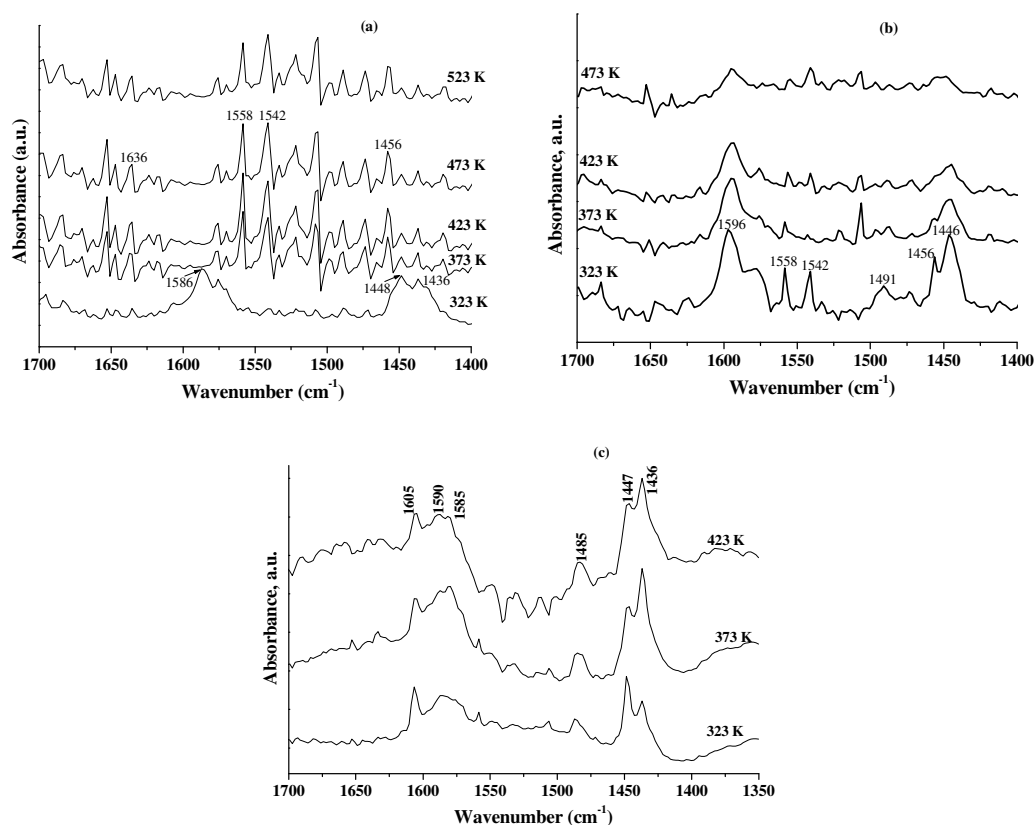 (a)
Absorbance (a.u.)
523 K
1558 1542
1636
1456
473 K
423 K
373 K
1586
1448
1436
323 K
1700 1650 1600 1550 1500 1450 1400
Wavenumber (cm-1)
(b)
Absorbance, a.u.
473 K
423 K
373 K
1596
1446
323 K
1558
1542
1491
1456
1700 1650 1600 1550 1500 1450 1400
Wavenumber (cm-1)
(c)
Absorbance, a.u.
1605
1590
1585
1485
1447
1436
423 K
373 K
323 K
1700 1650 1600 1550 1500 1450 1400 1350
Wavenumber (cm-1)